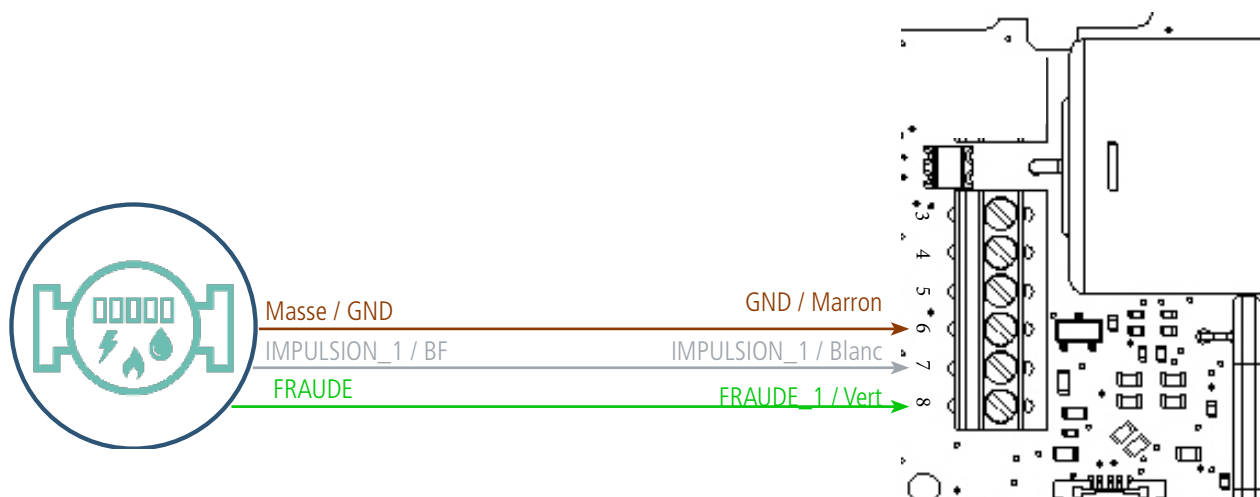 3
4
5
Masse / GND
GND / Marron
6
IMPULSION_1 / BF
IMPULSION_1 / Blanc
7
FRAUDE
FRAUDE_1 / Vert
8